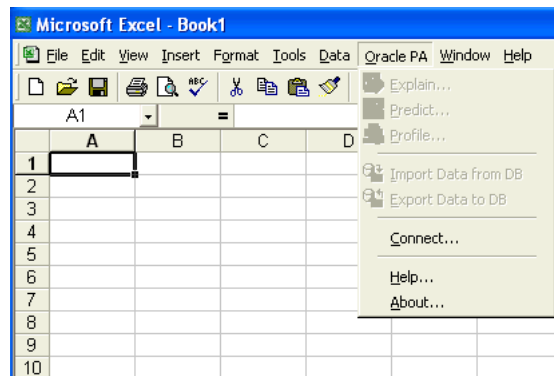 Microsoft Excel - Book1
File Edit View Insert Format Tools Data Oracle PA Window Help
ABC
A1 =
Explain...
Predict...
Profile...
Import Data from DB
Export Data to DB
Connect...
Help...
About...
A B C D
1
2
3
4
5
6
7
8
9
10